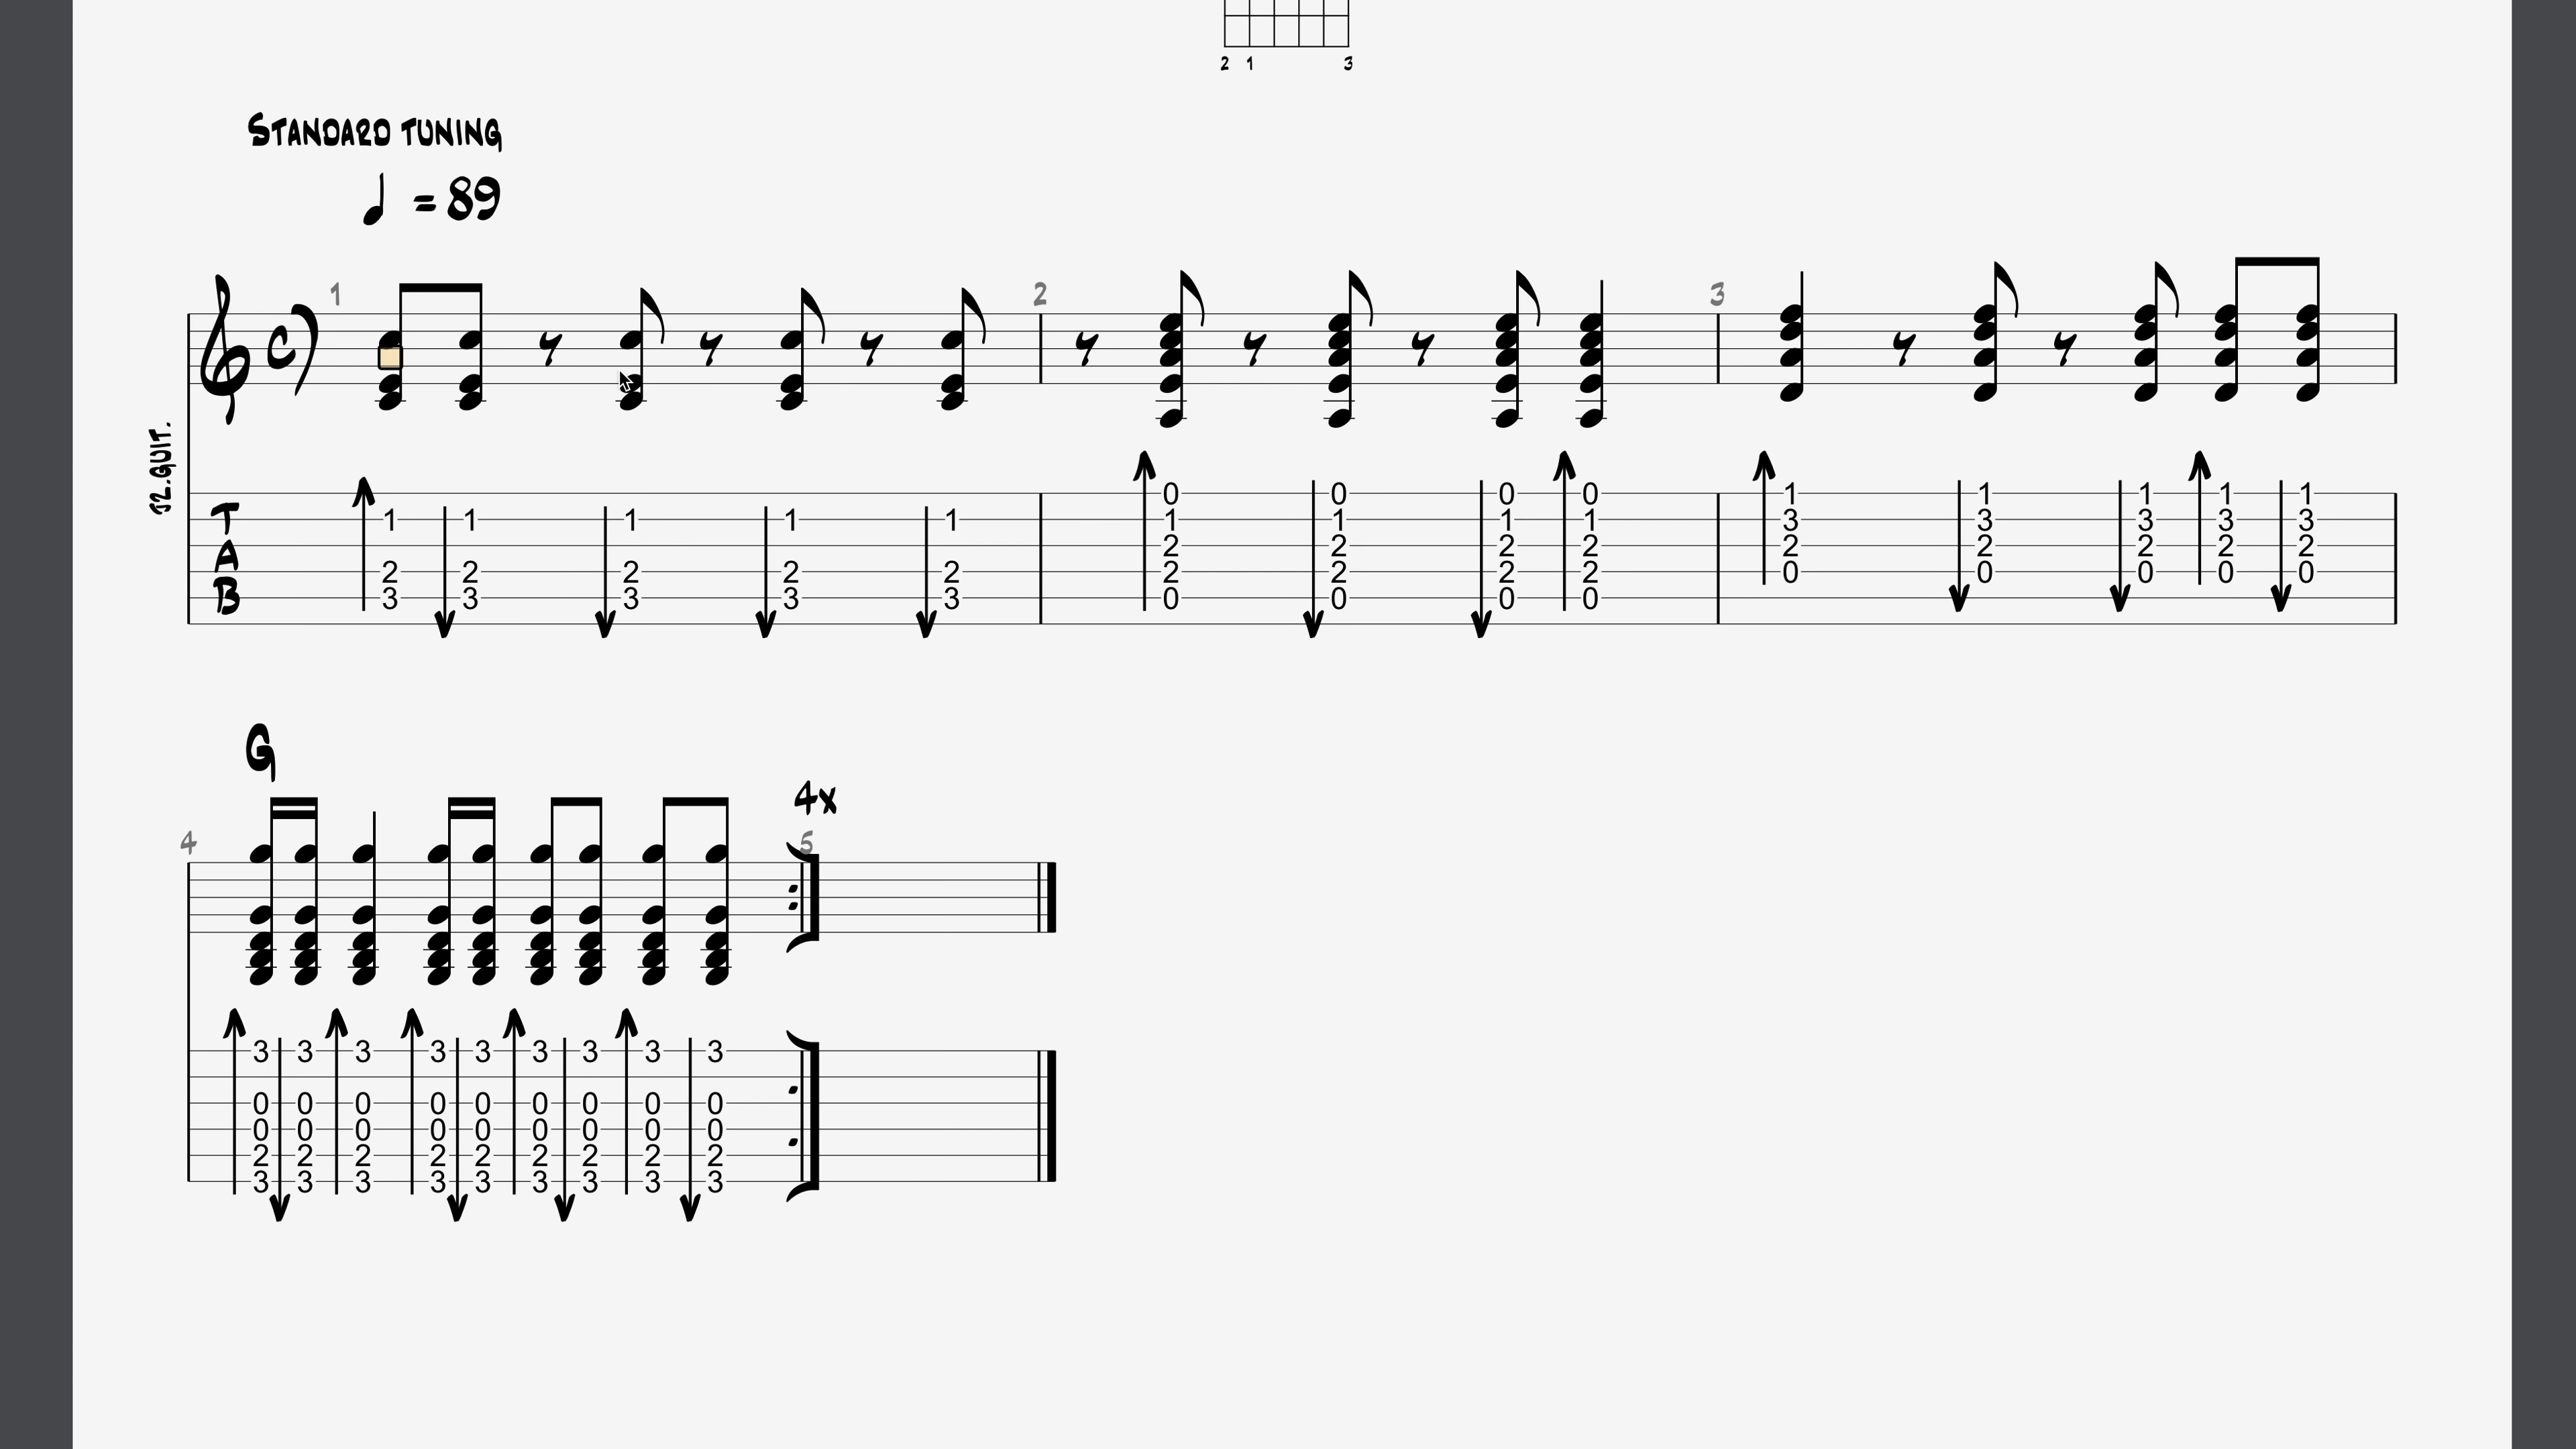 2 1 3
STANDARD TUNING
= 89
1 2 3
J2.GUIT.
T
A
B
0 0 0 0 1 1 1 1 1
1 1 1 1 1 1 1 1 1 3 3 3 3 3
2 2 2 2 2 2 2 2 2
2 2 2 2 2 2 2 2 2 0 0 0 0 0
3 3 3 3 3 0 0 0 0
G
4x
4 5
3 3 3 3 3 3 3 3 3
0 0 0 0 0 0 0 0 0
0 0 0 0 0 0 0 0 0
2 2 2 2 2 2 2 2 2
3 3 3 3 3 3 3 3 3